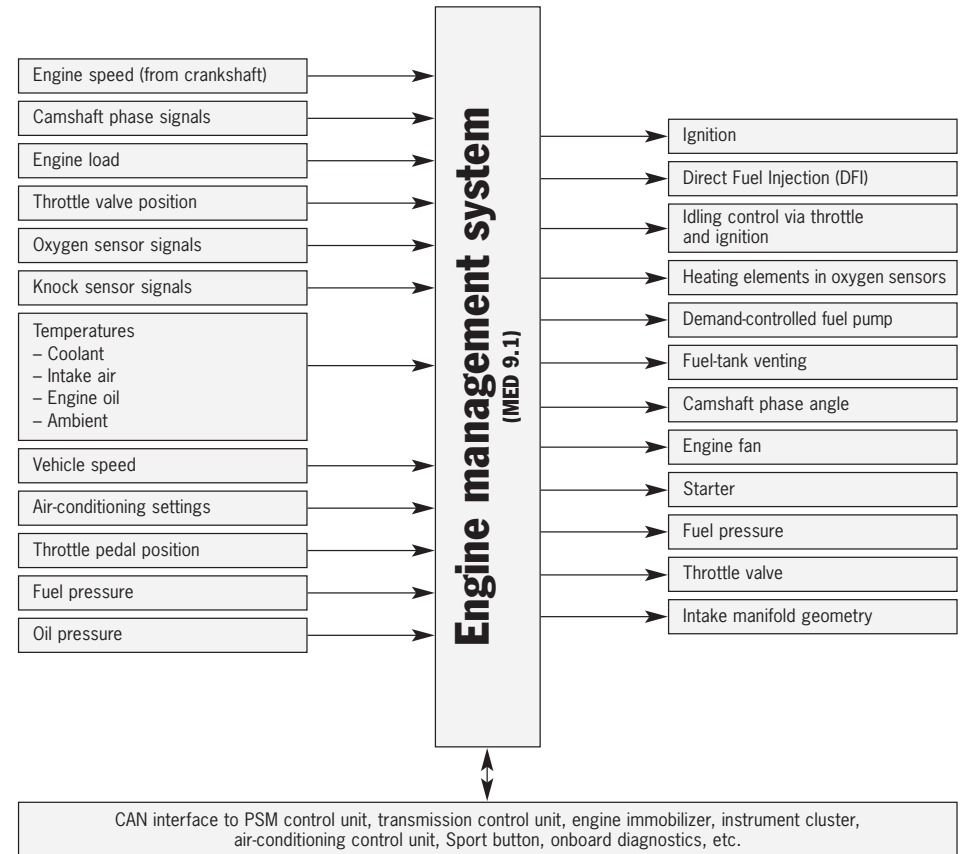 Engine speed (from crankshaft)
Camshaft phase signals
Engine load
Throttle valve position
Oxygen sensor signals
Knock sensor signals
Temperatures
– Coolant
– Intake air
– Engine oil
– Ambient
Vehicle speed
Air-conditioning settings
Throttle pedal position
Fuel pressure
Oil pressure
Engine management system
(MED 9.1)
Ignition
Direct Fuel Injection (DFI)
Idling control via throttle
and ignition
Heating elements in oxygen sensors
Demand-controlled fuel pump
Fuel-tank venting
Camshaft phase angle
Engine fan
Starter
Fuel pressure
Throttle valve
Intake manifold geometry
CAN interface to PSM control unit, transmission control unit, engine immobilizer, instrument cluster,
air-conditioning control unit, Sport button, onboard diagnostics, etc.